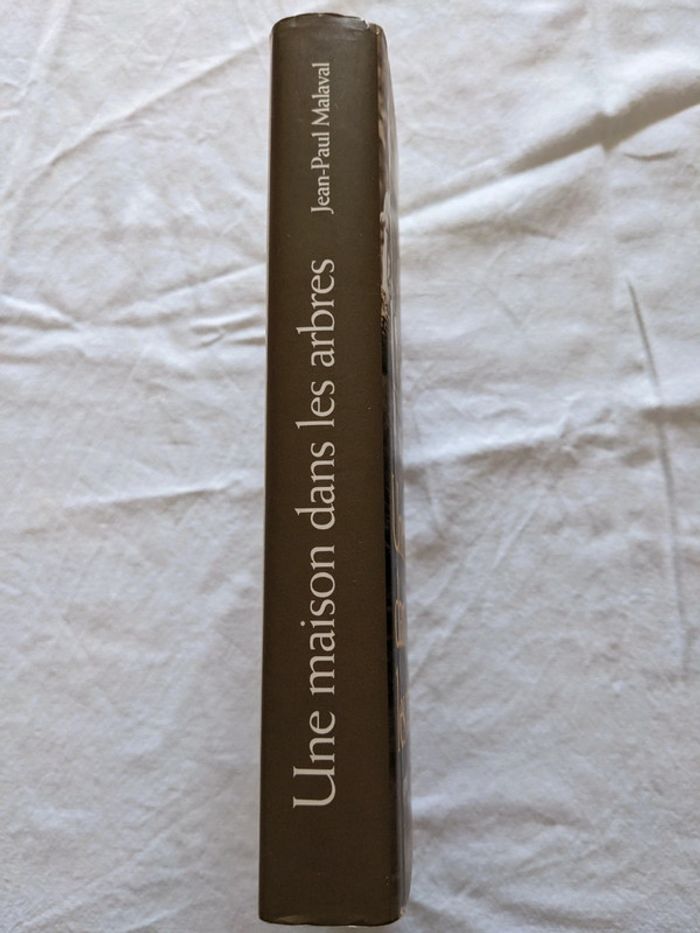 Une maison dans les arbres
Jean-Paul Malaval